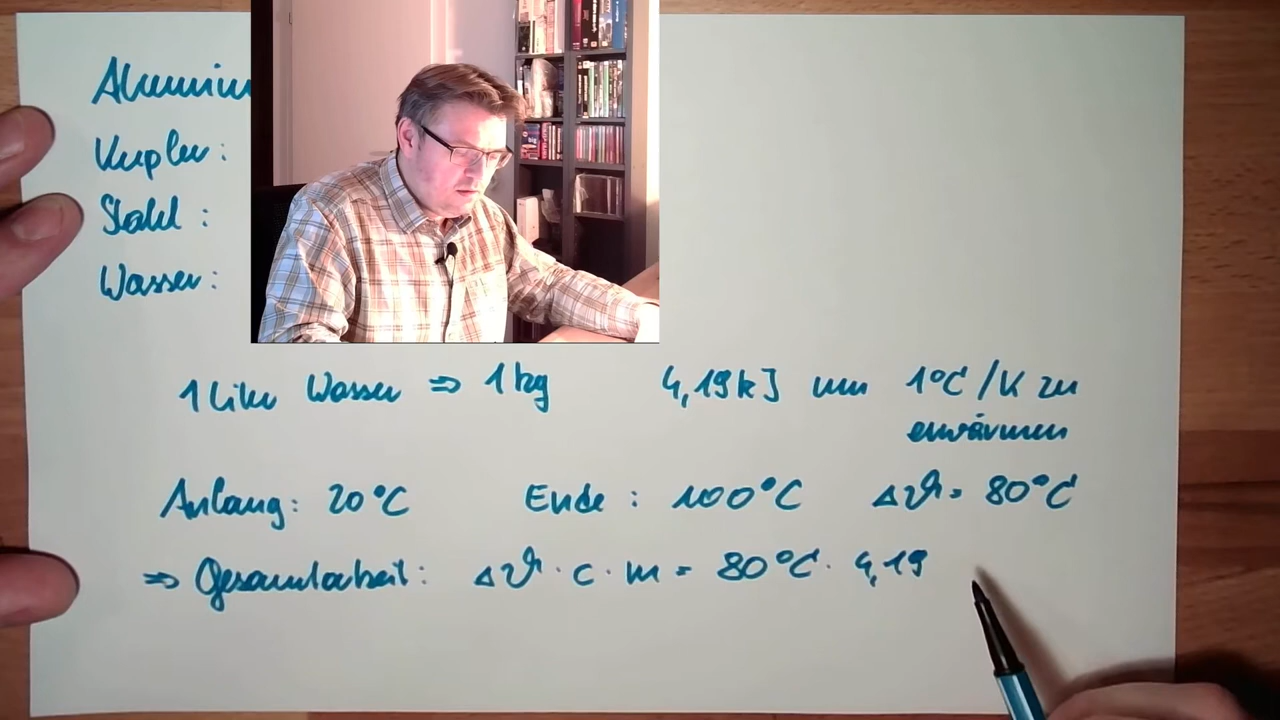 Aluminium
Kupfer:
Stahl:
Wasser:
1 Liter Wasser ⇒ 1 kg 4,19 kJ um 1°C/K zu
erwärmen
Anfang: 20°C Ende: 100°C Δϑ = 80°C
⇒ Gesamtarbeit: Δϑ · c · m = 80°C · 4,19